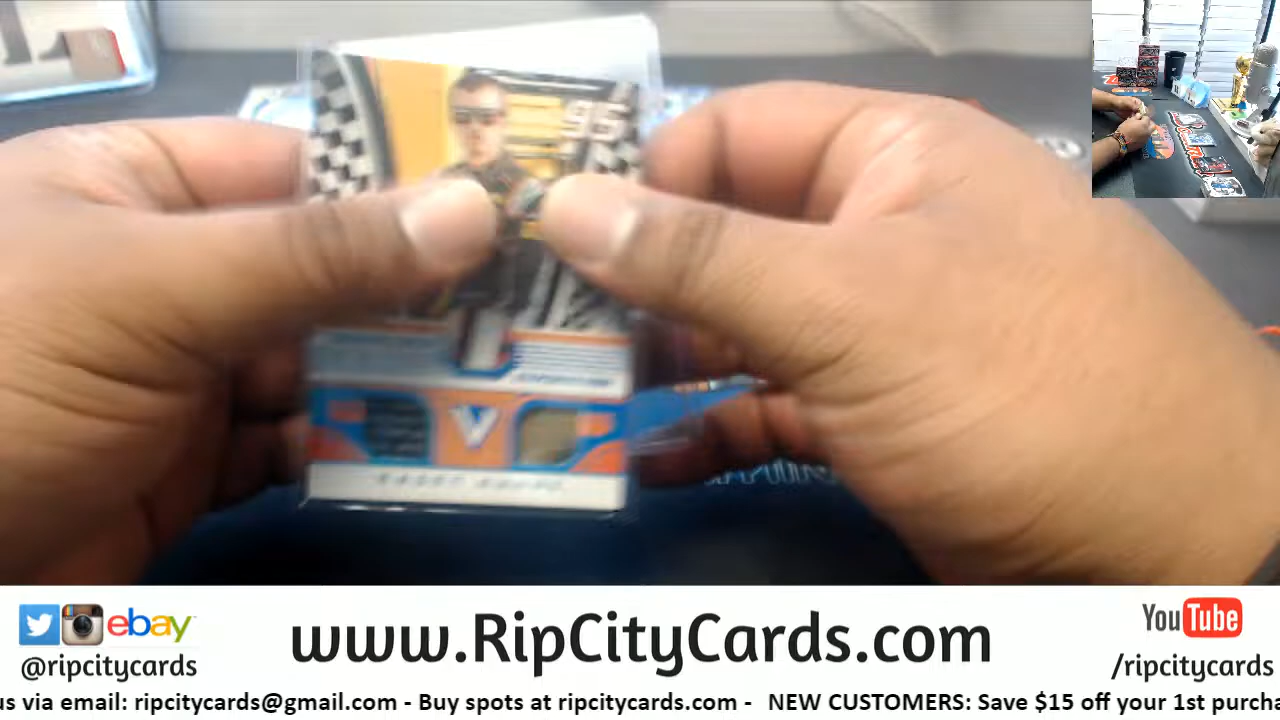 95
ebay
@ripcitycards
www.RipCityCards.com
YouTube
/ripcitycards
us via email: ripcitycards@gmail.com - Buy spots at ripcitycards.com - NEW CUSTOMERS: Save $15 off your 1st purcha